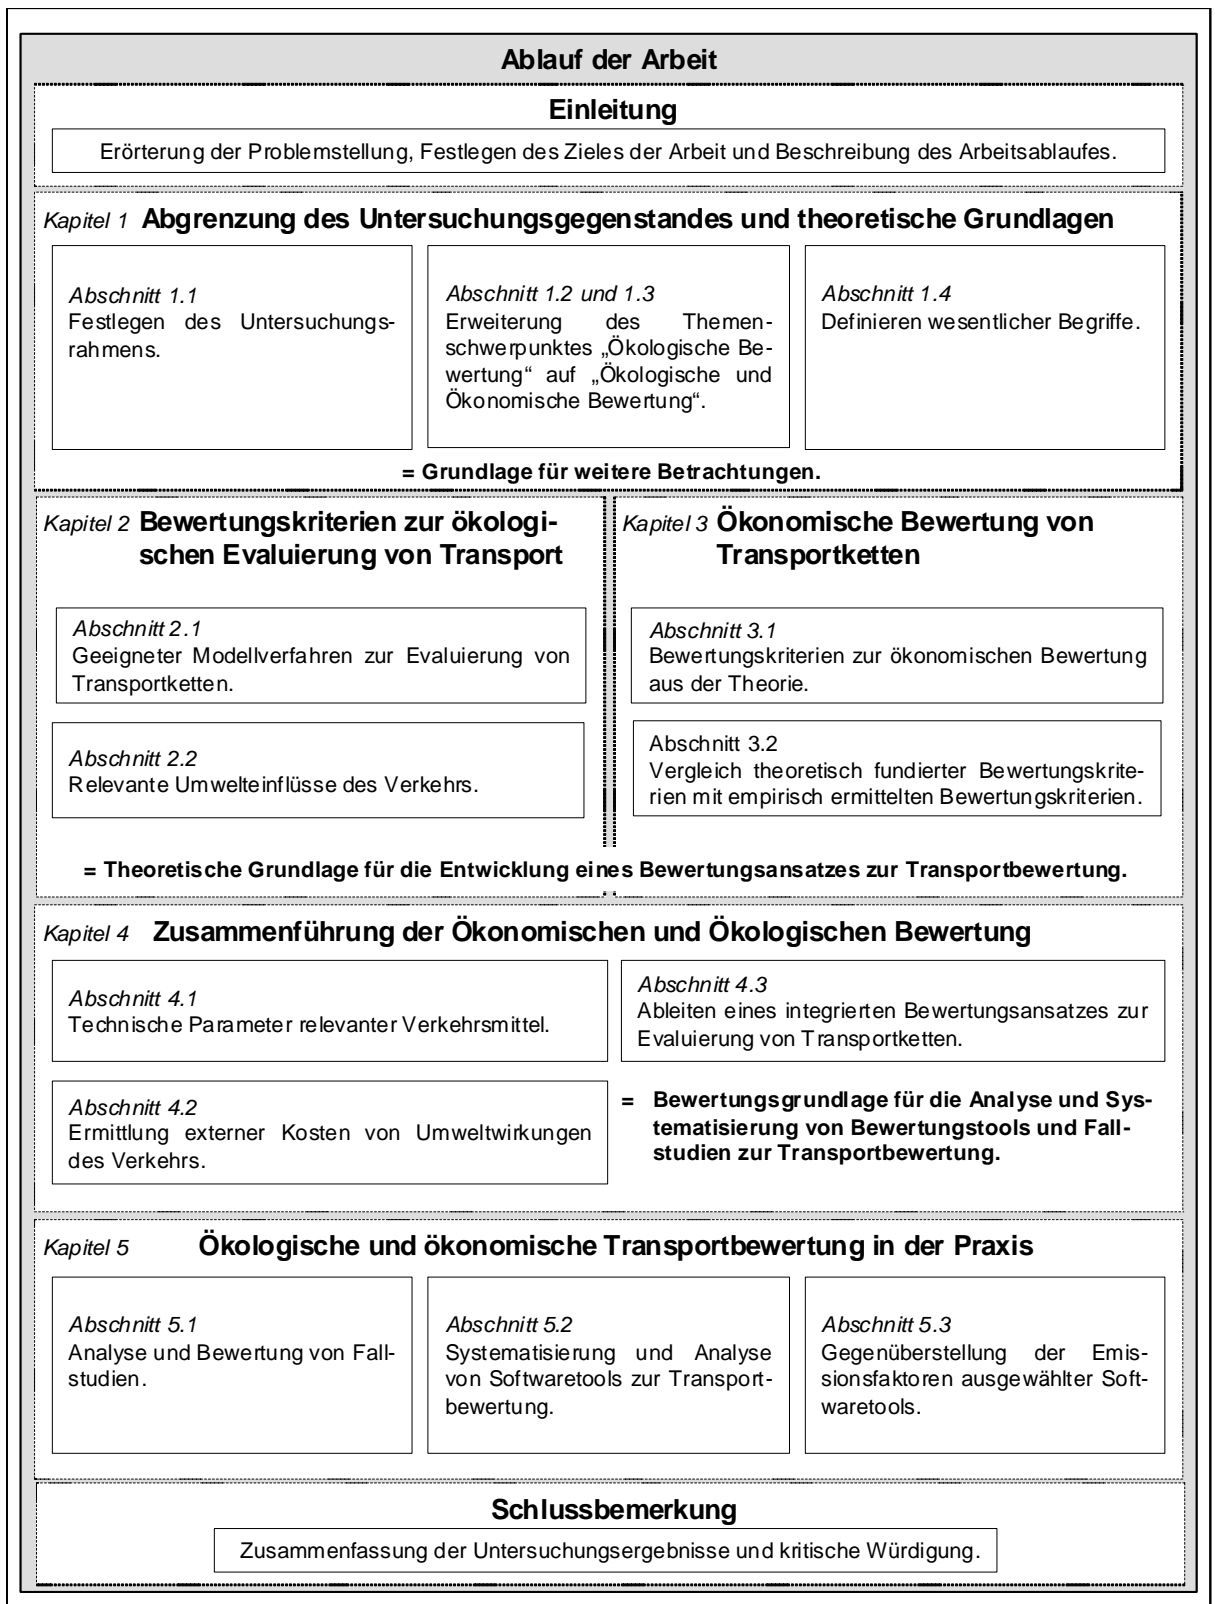 Ablauf der Arbeit
Einleitung
Erörterung der Problemstellung, Festlegen des Zieles der Arbeit und Beschreibung des Arbeitsablaufes.
Kapitel 1 Abgrenzung des Untersuchungsgegenstandes und theoretische Grundlagen
Abschnitt 1.1
Festlegen des Untersuchungs-
rahmens.
Abschnitt 1.2 und 1.3
Erweiterung des Themen-
schwerpunktes „Ökologische Be-
wertung“ auf „Ökologische und
Ökonomische Bewertung“.
Abschnitt 1.4
Definieren wesentlicher Begriffe.
= Grundlage für weitere Betrachtungen.
Kapitel 2 Bewertungskriterien zur ökologi-
schen Evaluierung von Transport
Abschnitt 2.1
Geeigneter Modellverfahren zur Evaluierung von
Transportketten.
Abschnitt 2.2
Relevante Umwelteinflüsse des Verkehrs.
Kapitel 3 Ökonomische Bewertung von
Transportketten
Abschnitt 3.1
Bewertungskriterien zur ökonomischen Bewertung
aus der Theorie.
Abschnitt 3.2
Vergleich theoretisch fundierter Bewertungskrite-
rien mit empirisch ermittelten Bewertungskriterien.
= Theoretische Grundlage für die Entwicklung eines Bewertungsansatzes zur Transportbewertung.
Kapitel 4 Zusammenführung der Ökonomischen und Ökologischen Bewertung
Abschnitt 4.1
Technische Parameter relevanter Verkehrsmittel.
Abschnitt 4.2
Ermittlung externer Kosten von Umweltwirkungen
des Verkehrs.
Abschnitt 4.3
Ableiten eines integrierten Bewertungsansatzes zur
Evaluierung von Transportketten.
= Bewertungsgrundlage für die Analyse und Sys-
tematisierung von Bewertungstools und Fall-
studien zur Transportbewertung.
Kapitel 5 Ökologische und ökonomische Transportbewertung in der Praxis
Abschnitt 5.1
Analyse und Bewertung von Fall-
studien.
Abschnitt 5.2
Systematisierung und Analyse
von Softwaretools zur Transport-
bewertung.
Abschnitt 5.3
Gegenüberstellung der Emis-
sionsfaktoren ausgewählter Soft-
waretools.
Schlussbemerkung
Zusammenfassung der Untersuchungsergebnisse und kritische Würdigung.